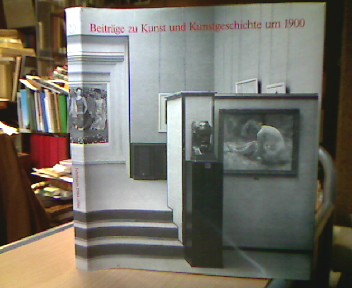 Beiträge zu Kunst und Kunstgeschichte um 1900